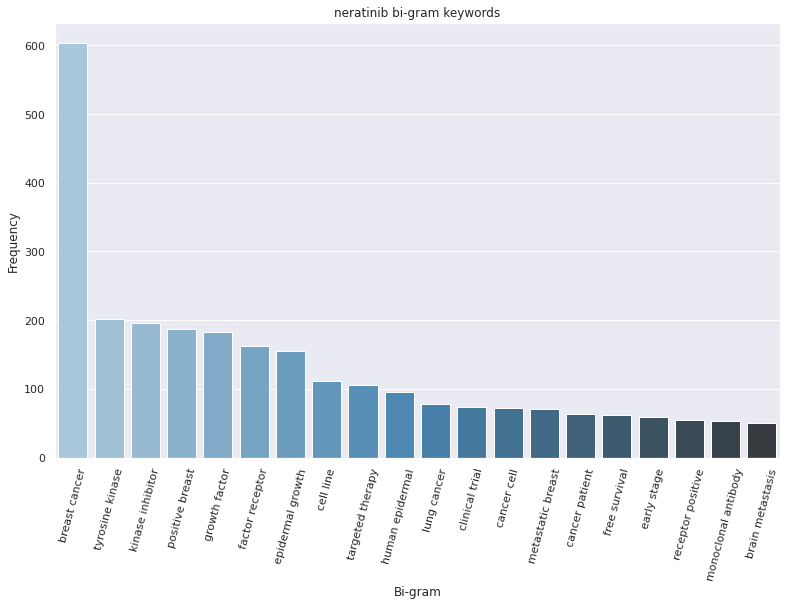 neratinib bi-gram keywords
600
500
400
300
200
100
0
Frequency
breast cancer
tyrosine kinase
kinase inhibitor
positive breast
growth factor
factor receptor
epidermal growth
cell line
targeted therapy
human epidermal
lung cancer
clinical trial
cancer cell
metastatic breast
cancer patient
free survival
early stage
receptor positive
monoclonal antibody
brain metastasis
Bi-gram